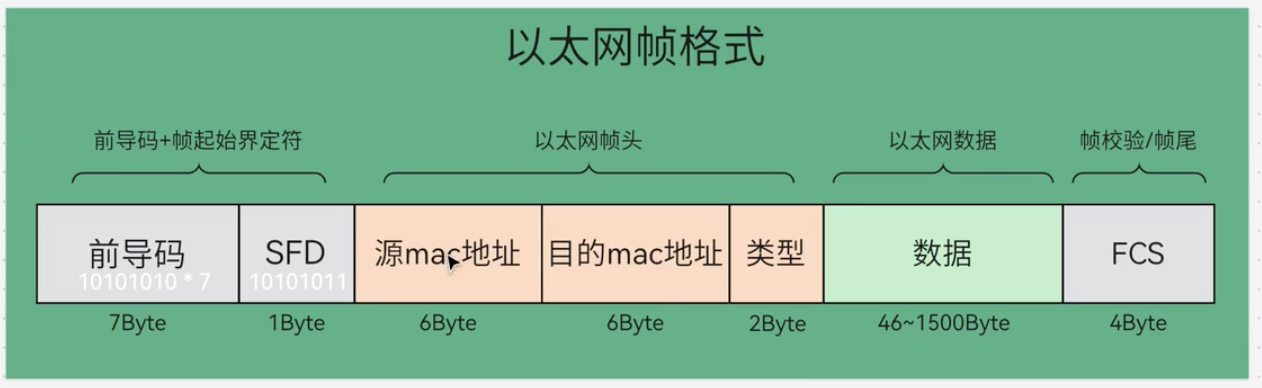 以太网帧格式
前导码+帧起始界定符 以太网帧头 以太网数据 帧校验/帧尾
前导码 SFD 源mac地址 目的mac地址 类型 数据 FCS
10101010 * 7 10101011
7Byte 1Byte 6Byte 6Byte 2Byte 46~1500Byte 4Byte